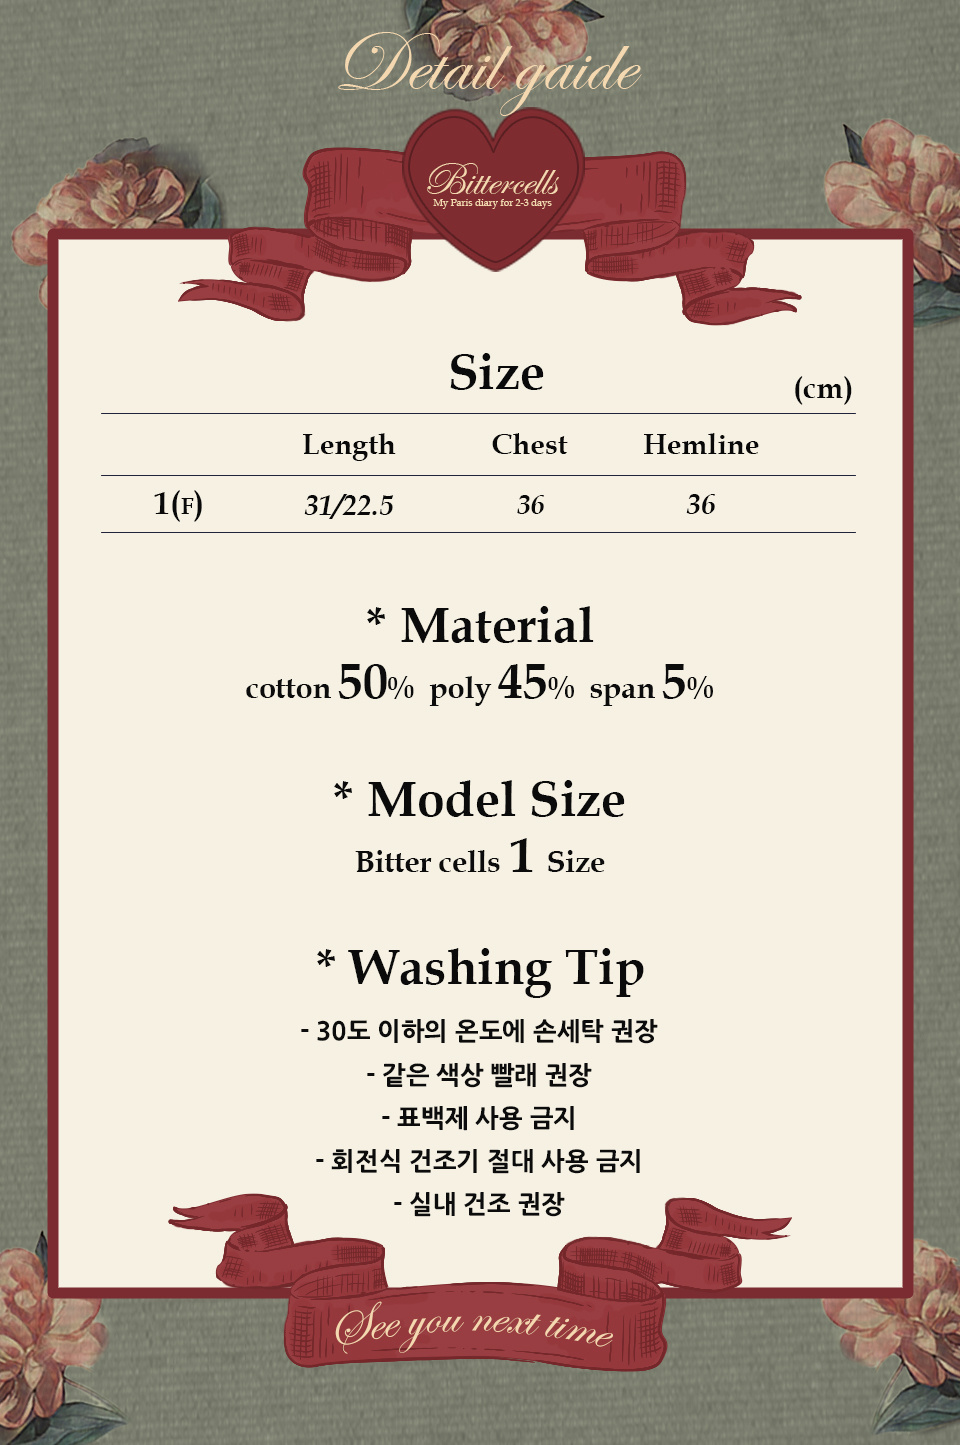 Detail gaide
Bittercells
My Paris diary for 2-3 days
Size
(cm)
Length Chest Hemline
1(F) 31/22.5 36 36
* Material
cotton 50% poly 45% span 5%
* Model Size
Bitter cells 1 Size
* Washing Tip
- 30도 이하의 온도에 손세탁 권장
- 같은 색상 빨래 권장
- 표백제 사용 금지
- 회전식 건조기 절대 사용 금지
- 실내 건조 권장
See you next time